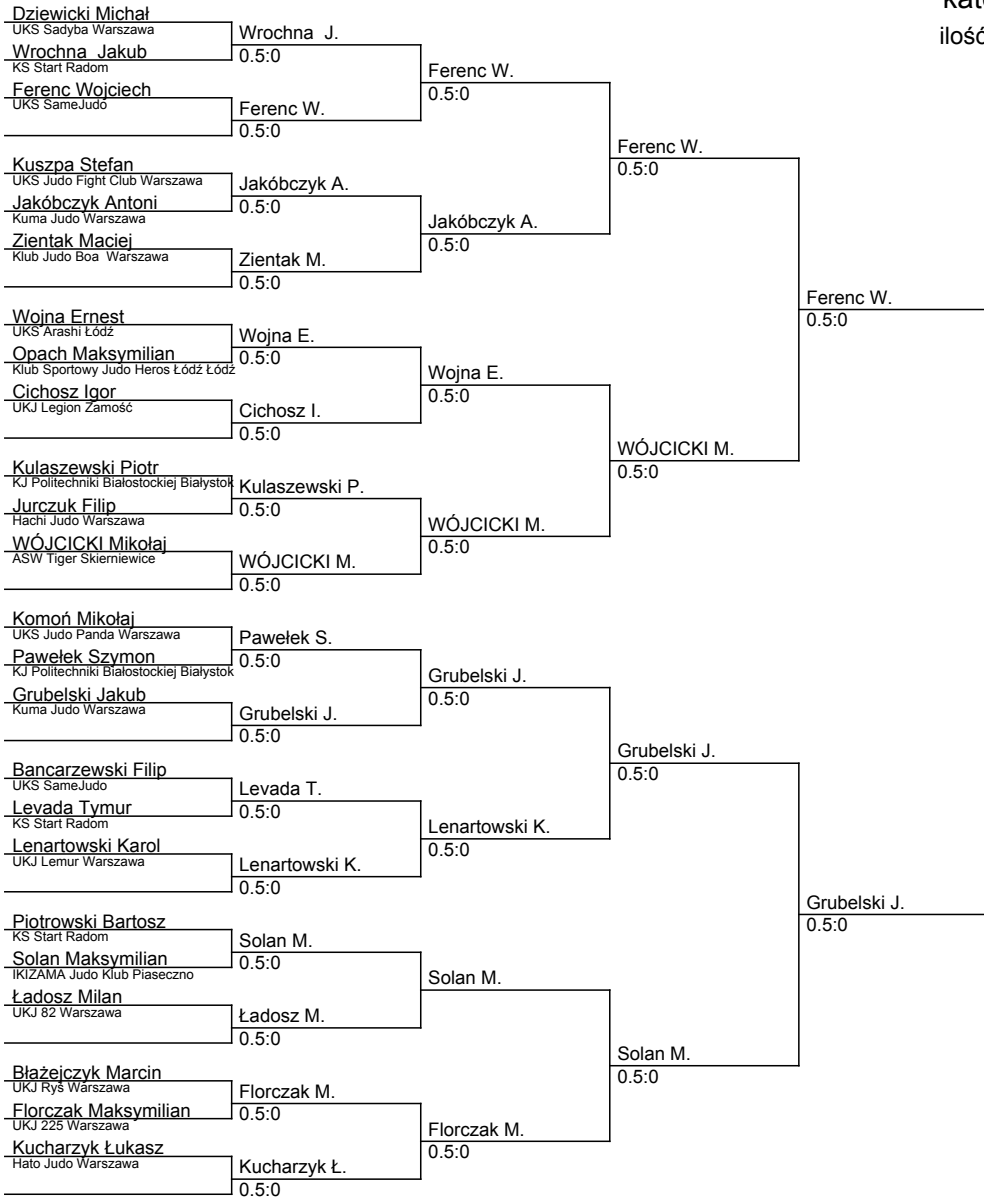 Dziewicki Michał
UKS Sadyba Warszawa
Wrochna Jakub
KS Start Radom
Ferenc Wojciech
UKS SameJudo
Kuszpa Stefan
UKS Judo Fight Club Warszawa
Jakóbczyk Antoni
Kuma Judo Warszawa
Zientak Maciej
Klub Judo Boa Warszawa
Wojna Ernest
UKS Arashi Łódź
Opach Maksymilian
Klub Sportowy Judo Heros Łódź Łódź
Cichosz Igor
UKJ Legion Zamość
Kulaszewski Piotr
KJ Politechniki Białostockiej Białystok
Jurczuk Filip
Hachi Judo Warszawa
WÓJCICKI Mikołaj
ASW Tiger Skierniewice
Komoń Mikołaj
UKS Judo Panda Warszawa
Pawełek Szymon
KJ Politechniki Białostockiej Białystok
Grubelski Jakub
Kuma Judo Warszawa
Bancarzewski Filip
UKS SameJudo
Levada Tymur
KS Start Radom
Lenartowski Karol
UKJ Lemur Warszawa
Piotrowski Bartosz
KS Start Radom
Solan Maksymilian
IKIZAMA Judo Klub Piaseczno
Ładosz Milan
UKJ 82 Warszawa
Błażejczyk Marcin
UKJ Ryś Warszawa
Florczak Maksymilian
UKJ 225 Warszawa
Kucharzyk Łukasz
Hato Judo Warszawa
Wrochna J.
0.5:0
Ferenc W.
0.5:0
Jakóbczyk A.
0.5:0
Zientak M.
0.5:0
Wojna E.
0.5:0
Cichosz I.
0.5:0
Kulaszewski P.
0.5:0
WÓJCICKI M.
0.5:0
Pawełek S.
0.5:0
Grubelski J.
0.5:0
Levada T.
0.5:0
Lenartowski K.
0.5:0
Solan M.
0.5:0
Ładosz M.
0.5:0
Florczak M.
0.5:0
Kucharzyk Ł.
0.5:0
Ferenc W.
0.5:0
Jakóbczyk A.
0.5:0
Wojna E.
0.5:0
WÓJCICKI M.
0.5:0
Grubelski J.
0.5:0
Lenartowski K.
0.5:0
Solan M.
Florczak M.
0.5:0
Ferenc W.
0.5:0
WÓJCICKI M.
0.5:0
Grubelski J.
0.5:0
Solan M.
0.5:0
Ferenc W.
0.5:0
Grubelski J.
0.5:0
ilość